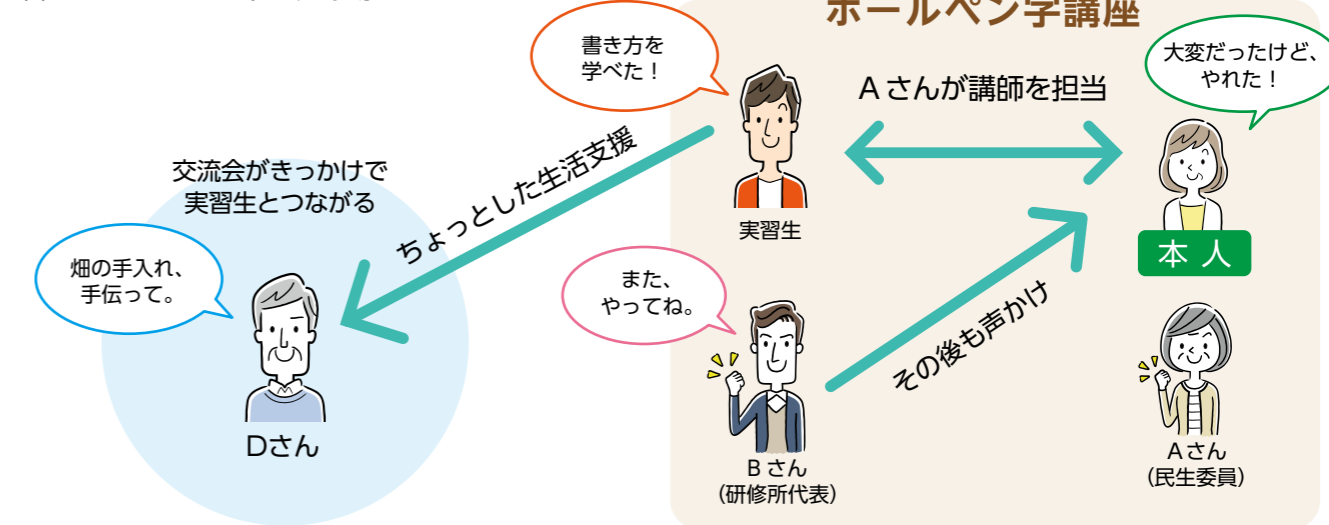 ボールペン学講座
書き方を
学べた！
大変だったけど、
やれた！
Aさんが講師を担当
ちょっとした生活支援
交流会がきっかけで
実習生とつながる
実習生
本人
畑の手入れ、
手伝って。
また、
やってね。
その後も声かけ
Dさん
Bさん
（研修所代表）
Aさん
（民生委員）